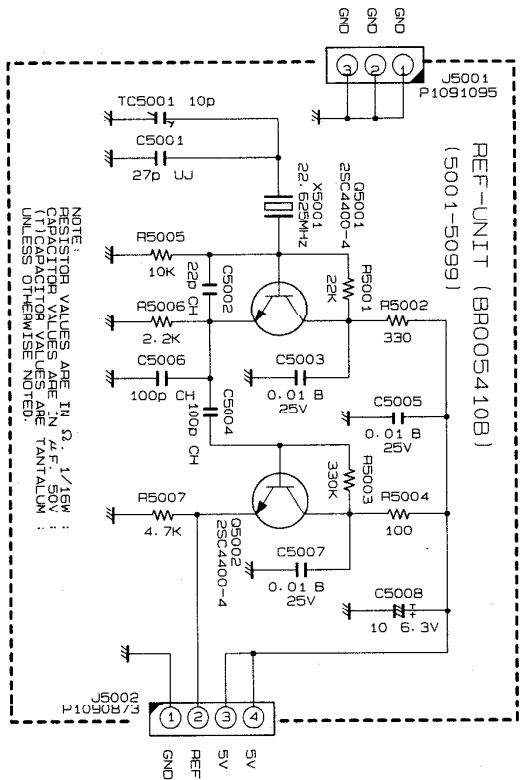 GND
GND
GND
3
2
1
J5001
P1091095
REF-UNIT (BR005410B)
(5001-5099)
TC5001 10p
C5001
27p UJ
X5001
22.625MHz
Q5001
2SC4400-4
R5005
10K
C5002
22p CH
R5001
22K
R5002
330
R5006
2.2K
C5003
0.01 B
25V
C5006
100p CH
C5004
100p CH
C5005
0.01 B
25V
R5003
330K
R5004
100
R5007
4.7K
Q5002
2SC4400-4
C5007
0.01 B
25V
C5008
10 6.3V
+
NOTE:
RESISTOR VALUES ARE IN Ω, 1/16W ;
CAPACITOR VALUES ARE IN μF, 50V ;
(T)CAPACITOR VALUES ARE TANTALUM ;
UNLESS OTHERWISE NOTED.
J5002
P1090873
1
2
3
4
GND
REF
5V
5V